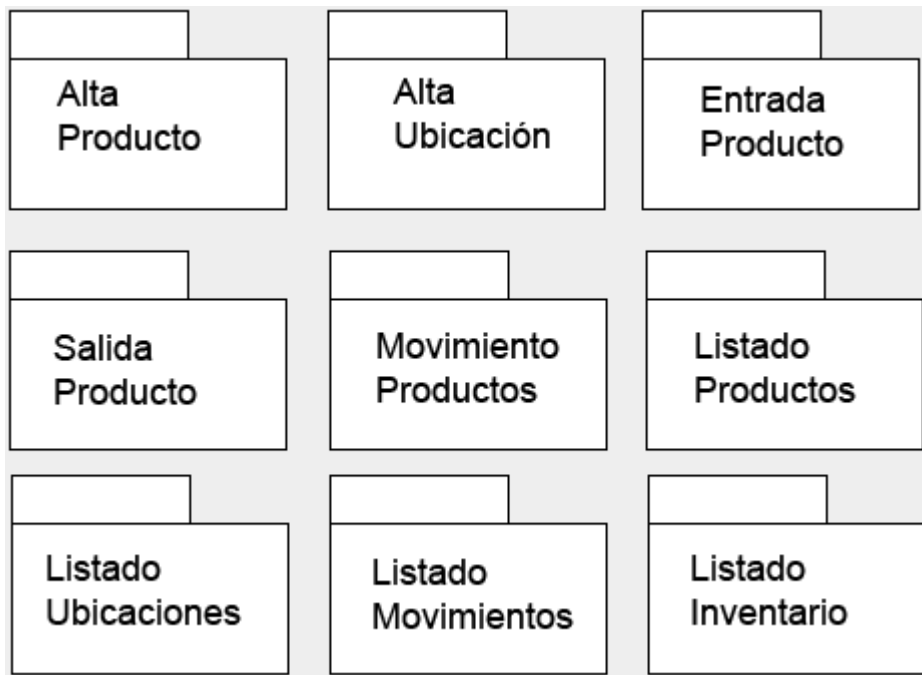 Alta
Producto
Alta
Ubicación
Entrada
Producto
Salida
Producto
Movimiento
Productos
Listado
Productos
Listado
Ubicaciones
Listado
Movimientos
Listado
Inventario